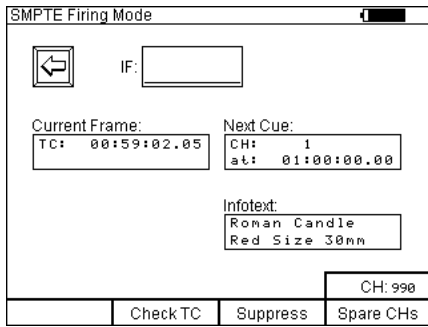 SMPTE Firing Mode
IF:
Current Frame:
TC: 00:59:02.05
Next Cue:
CH: 1
at: 01:00:00.00
Infotext:
Roman Candle
Red Size 30mm
CH: 990
Check TC Suppress Spare CHs